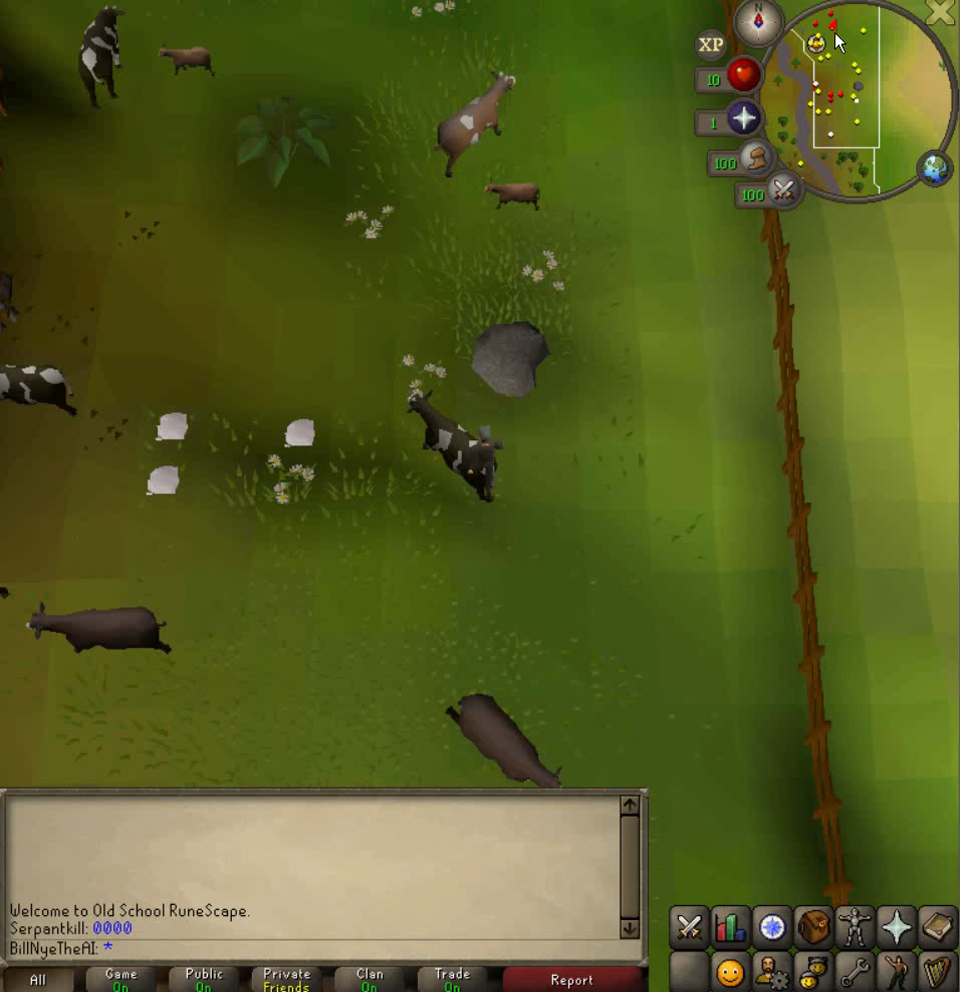 N
XP
10
1
100
100
Welcome to Old School RuneScape.
Serpantkill: 0000
BillNyeTheAI: *
All
Game
On
Public
On
Private
Friends
Clan
On
Trade
On
Report